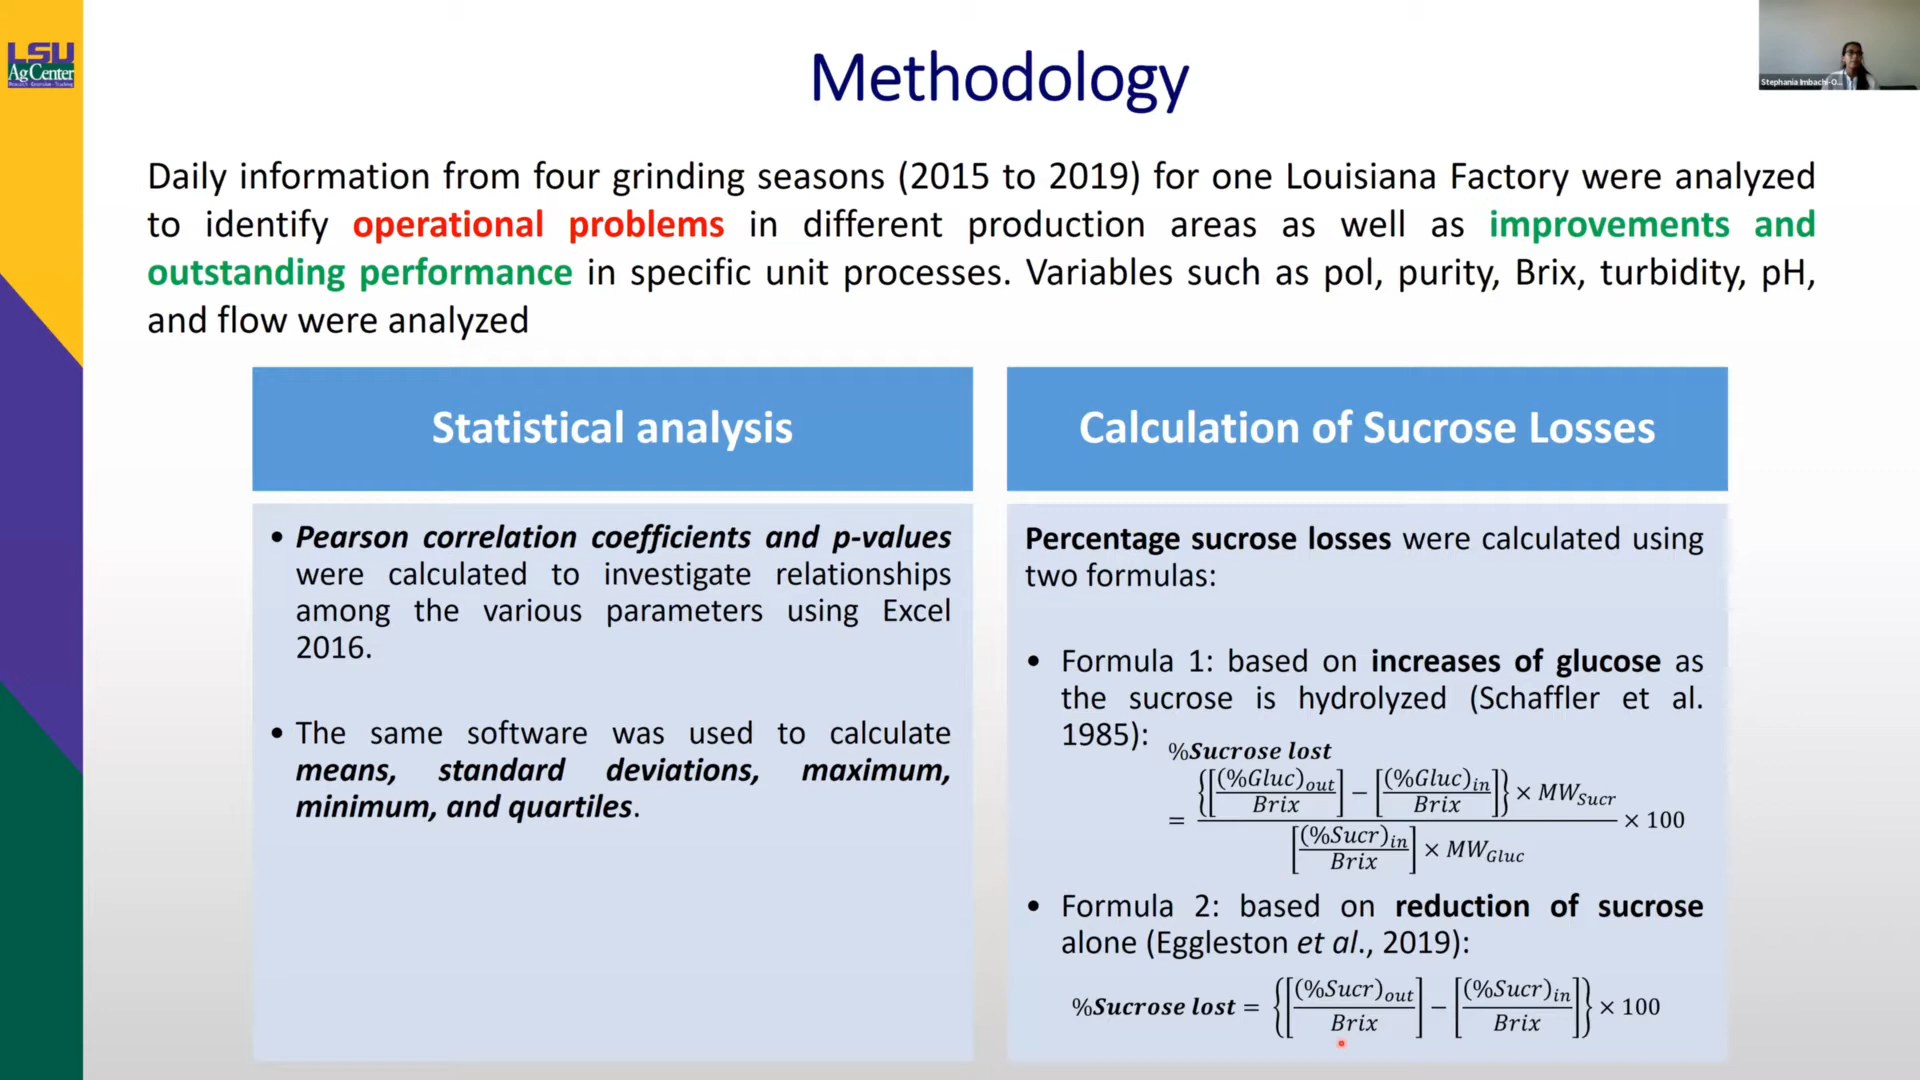 LSU
AgCenter
Research · Extension · Teaching
Methodology
Stephania Imbachi-O...
Daily information from four grinding seasons (2015 to 2019) for one Louisiana Factory were analyzed
to identify operational problems in different production areas as well as improvements and
outstanding performance in specific unit processes. Variables such as pol, purity, Brix, turbidity, pH,
and flow were analyzed
Statistical analysis
• Pearson correlation coefficients and p-values
were calculated to investigate relationships
among the various parameters using Excel
2016.
• The same software was used to calculate
means, standard deviations, maximum,
minimum, and quartiles.
Calculation of Sucrose Losses
Percentage sucrose losses were calculated using
two formulas:
• Formula 1: based on increases of glucose as
the sucrose is hydrolyzed (Schaffler et al.
1985):
%Sucrose lost
= {[(%Gluc)out / Brix] − [(%Gluc)in / Brix]} × MWSucr / [(%Sucr)in / Brix] × MWGluc × 100
• Formula 2: based on reduction of sucrose
alone (Eggleston et al., 2019):
%Sucrose lost = {[(%Sucr)out / Brix] − [(%Sucr)in / Brix]} × 100